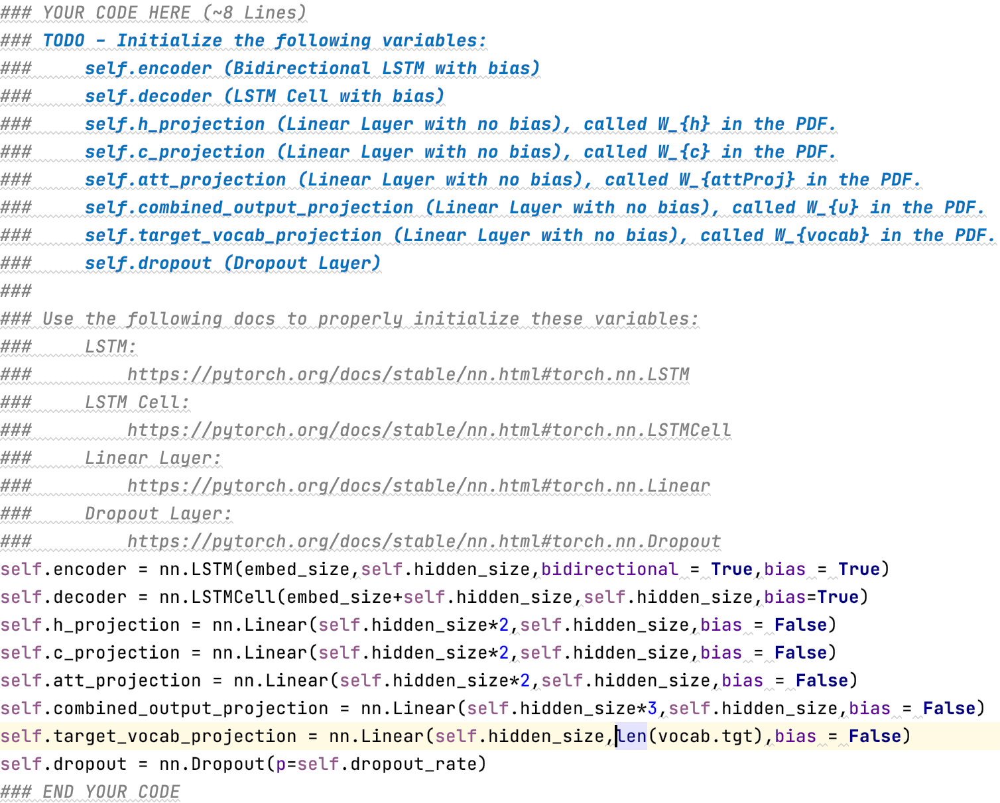 ### YOUR CODE HERE (~8 Lines)
### TODO - Initialize the following variables:
###     self.encoder (Bidirectional LSTM with bias)
###     self.decoder (LSTM Cell with bias)
###     self.h_projection (Linear Layer with no bias), called W_{h} in the PDF.
###     self.c_projection (Linear Layer with no bias), called W_{c} in the PDF.
###     self.att_projection (Linear Layer with no bias), called W_{attProj} in the PDF.
###     self.combined_output_projection (Linear Layer with no bias), called W_{u} in the PDF.
###     self.target_vocab_projection (Linear Layer with no bias), called W_{vocab} in the PDF.
###     self.dropout (Dropout Layer)
###
### Use the following docs to properly initialize these variables:
###     LSTM:
###         https://pytorch.org/docs/stable/nn.html#torch.nn.LSTM
###     LSTM Cell:
###         https://pytorch.org/docs/stable/nn.html#torch.nn.LSTMCell
###     Linear Layer:
###         https://pytorch.org/docs/stable/nn.html#torch.nn.Linear
###     Dropout Layer:
###         https://pytorch.org/docs/stable/nn.html#torch.nn.Dropout
self.encoder = nn.LSTM(embed_size,self.hidden_size,bidirectional = True,bias = True)
self.decoder = nn.LSTMCell(embed_size+self.hidden_size,self.hidden_size,bias=True)
self.h_projection = nn.Linear(self.hidden_size*2,self.hidden_size,bias = False)
self.c_projection = nn.Linear(self.hidden_size*2,self.hidden_size,bias = False)
self.att_projection = nn.Linear(self.hidden_size*2,self.hidden_size,bias = False)
self.combined_output_projection = nn.Linear(self.hidden_size*3,self.hidden_size,bias = False)
self.target_vocab_projection = nn.Linear(self.hidden_size,len(vocab.tgt),bias = False)
self.dropout = nn.Dropout(p=self.dropout_rate)
### END YOUR CODE